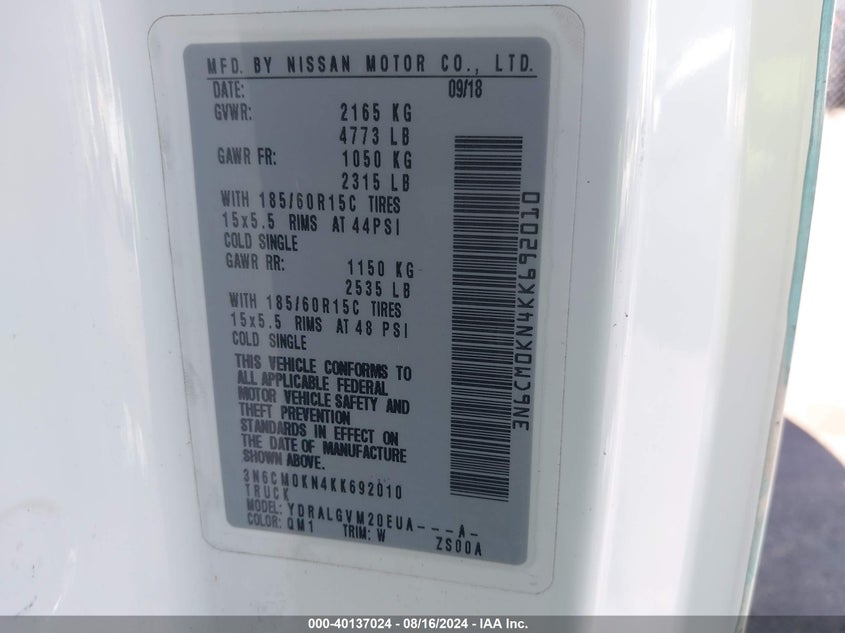 MFD. BY NISSAN MOTOR CO., LTD.
DATE: 09/18
GVWR: 2165 KG
4773 LB
GAWR FR: 1050 KG
2315 LB
WITH 185/60R15C TIRES
15x5.5 RIMS AT 44PSI
COLD SINGLE
GAWR RR: 1150 KG
2535 LB
WITH 185/60R15C TIRES
15x5.5 RIMS AT 48 PSI
COLD SINGLE
THIS VEHICLE CONFORMS TO
ALL APPLICABLE FEDERAL
MOTOR VEHICLE SAFETY AND
THEFT PREVENTION
STANDARDS IN EFFECT ON
THE DATE OF MANUFACTURE
SHOWN ABOVE.
3N6CM0KN4KK692010
TRUCK
MODEL: YDRALGVM20EUA---A-
COLOR: QM1 TRIM: W ZS00A
3N6CM0KN4KK692010
000-40137024 - 08/16/2024 - IAA Inc.